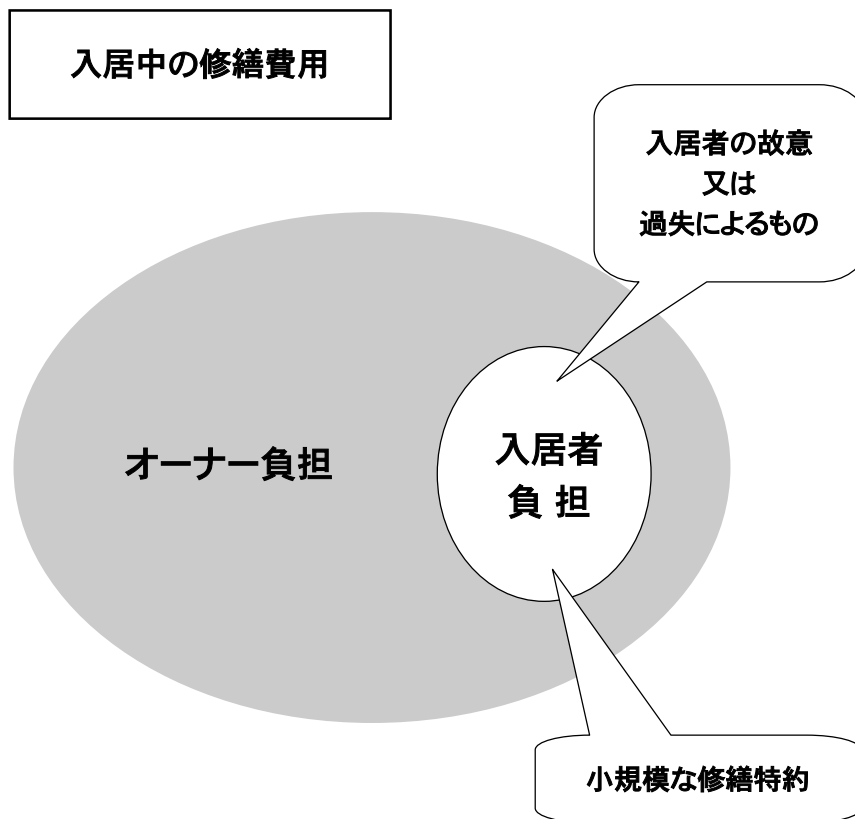 入居中の修繕費用
入居者の故意
又は
過失によるもの
オーナー負担
入居者
負 担
小規模な修繕特約